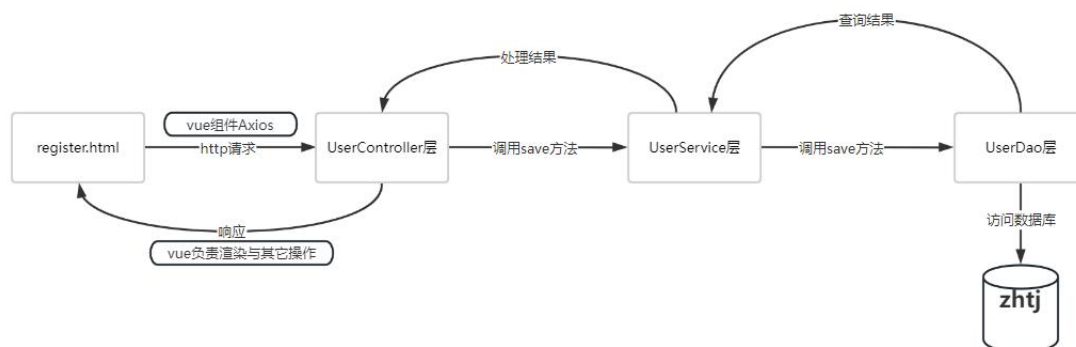 查询结果
处理结果
vue组件Axios
register.html
http请求
UserController层
调用save方法
UserService层
调用save方法
UserDao层
响应
vue负责渲染与其它操作
访问数据库
zhtj